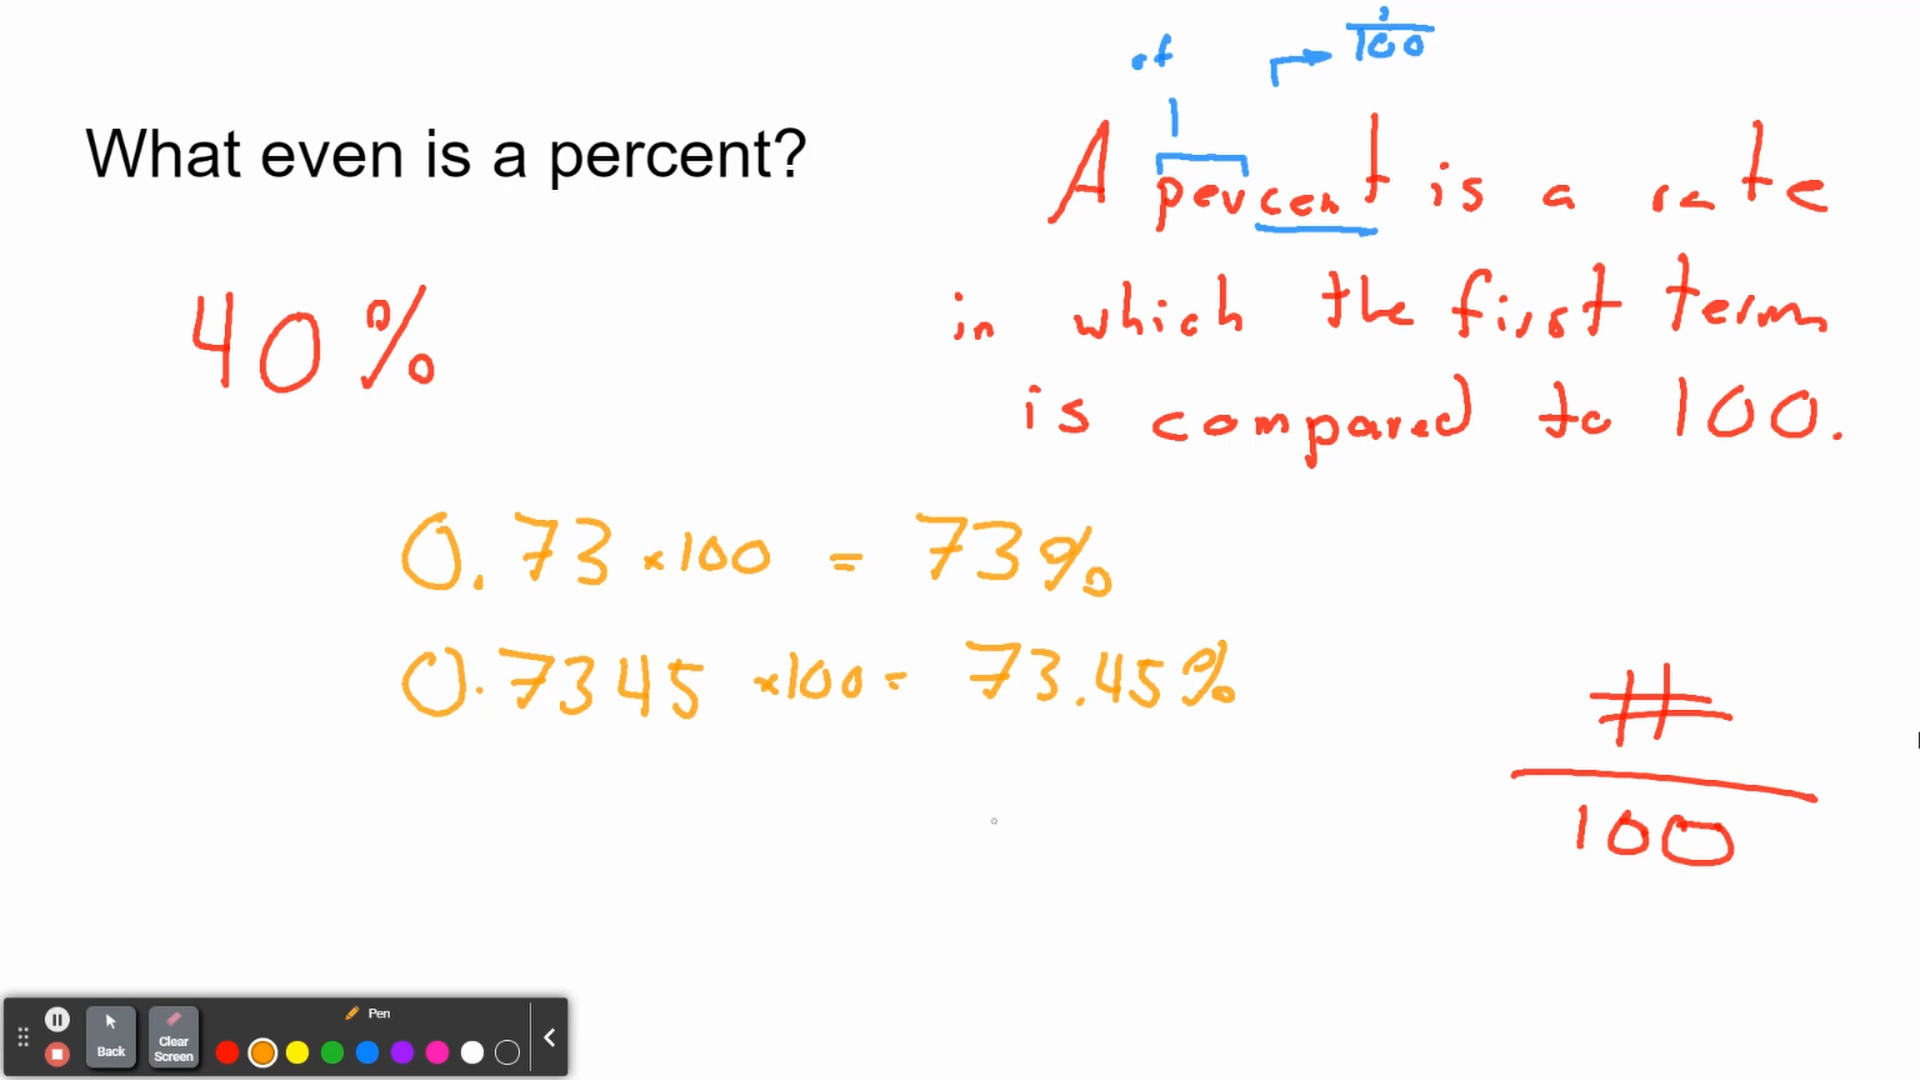 What even is a percent?
of
100
A percent is a rate
in which the first term
is compared to 100.
40%
0.73 ×100 = 73%
0.7345 ×100 = 73.45%
#
100
Pen
Back
Clear
Screen